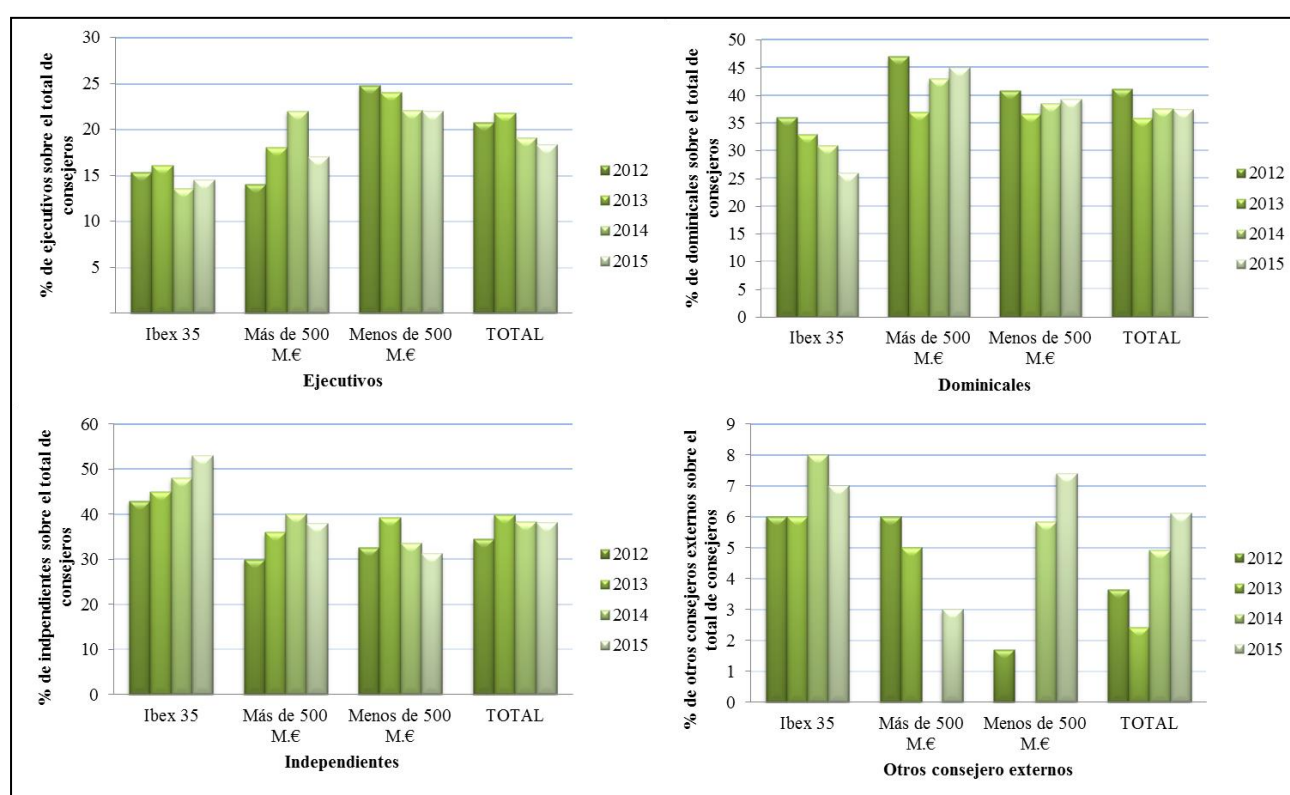 % de ejecutivos sobre el total de
consejeros
30
25
20
15
10
5
Ibex 35
Más de 500
M.€
Menos de 500
M.€
TOTAL
Ejecutivos
2012
2013
2014
2015
% de dominicales sobre el total de
consejeros
50
45
40
35
30
25
20
15
10
5
0
Ibex 35
Más de 500
M.€
Menos de 500
M.€
TOTAL
Dominicales
2012
2013
2014
2015
% de indpendientes sobre el total de
consejeros
60
50
40
30
20
10
0
Ibex 35
Más de 500
M.€
Menos de 500
M.€
TOTAL
Independientes
2012
2013
2014
2015
% de otros consejeros externos sobre el
total de consejeros
9
8
7
6
5
4
3
2
1
0
Ibex 35
Más de 500
M.€
Menos de 500
M.€
TOTAL
Otros consejero externos
2012
2013
2014
2015